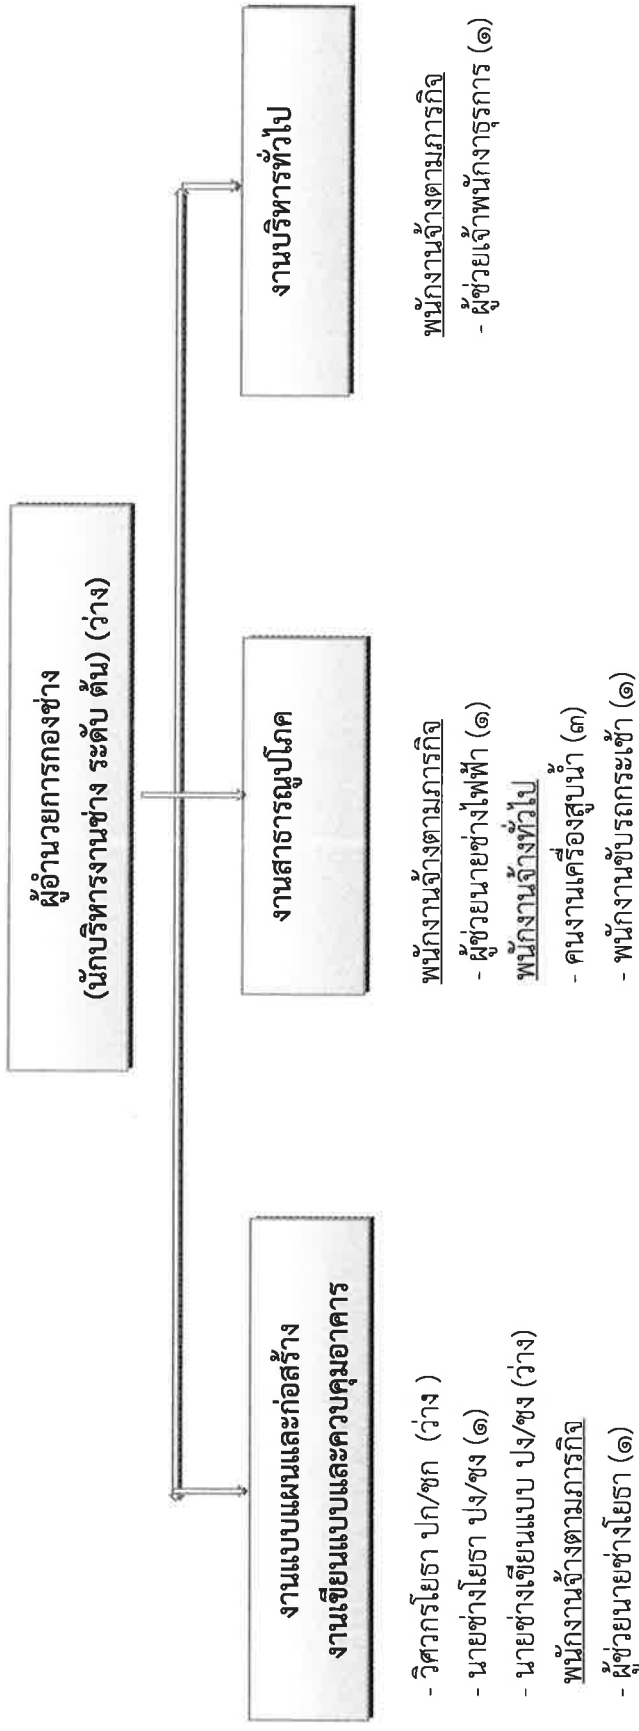 ผู้อำนวยการกองช่าง
(นักบริหารงานช่าง ระดับ ต้น) (ว่าง)
งานแบบแผนและก่อสร้าง
งานเขียนแบบและควบคุมอาคาร
- วิศวกรโยธา ปก/ชก (ว่าง )
- นายช่างโยธา ปง/ชง (๑)
- นายช่างเขียนแบบ ปง/ชง (ว่าง)
พนักงานจ้างตามภารกิจ
- ผู้ช่วยนายช่างโยธา (๑)
งานสาธารณูปโภค
พนักงานจ้างตามภารกิจ
- ผู้ช่วยนายช่างไฟฟ้า (๑)
พนักงานจ้างทั่วไป
- คนงานเครื่องสูบน้ำ (๓)
- พนักงานขับรถกระเช้า (๑)
งานบริหารทั่วไป
พนักงานจ้างตามภารกิจ
- ผู้ช่วยเจ้าพนักงาธุรการ (๑)